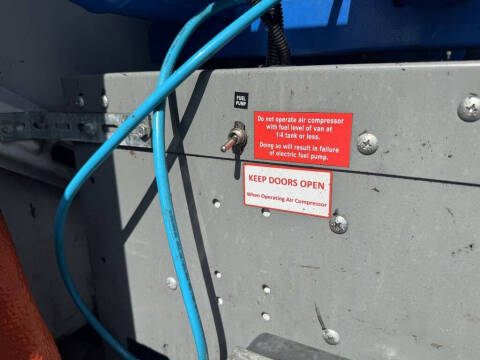 FUEL
PUMP
Do not operate air compressor
with fuel level of van at
1/4 tank or less.
Doing so will result in failure
of electric fuel pump.
KEEP DOORS OPEN
When Operating Air Compressor